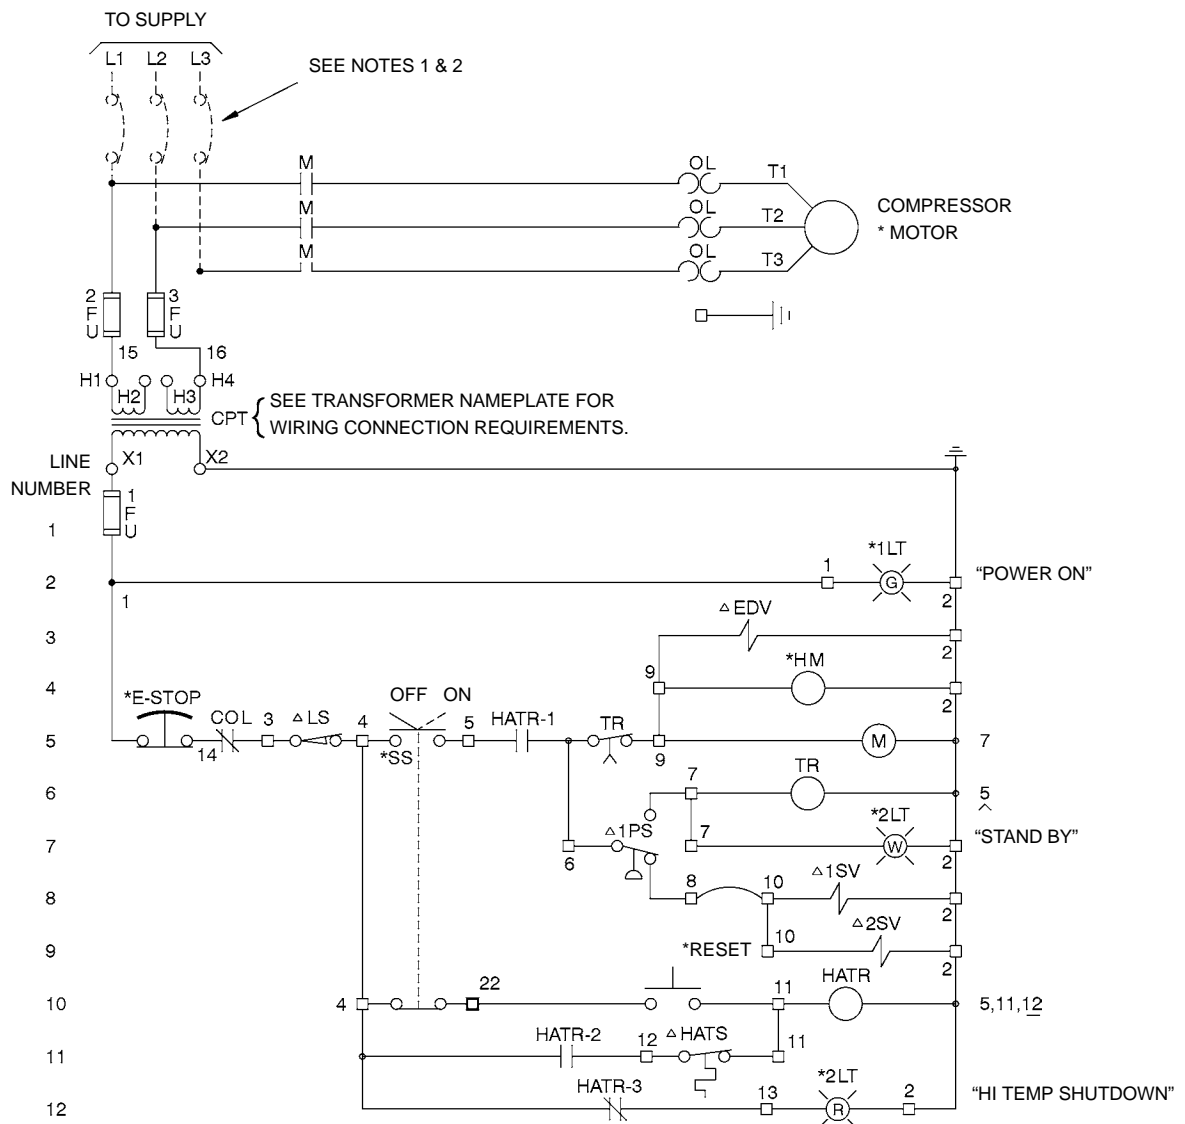 TO SUPPLY
L1 L2 L3
SEE NOTES 1 & 2
M OL T1
M OL T2
M OL T3
COMPRESSOR
* MOTOR
2 FU 3 FU
15 16
H1 H2 H3 H4
CPT { SEE TRANSFORMER NAMEPLATE FOR
WIRING CONNECTION REQUIREMENTS.
X1 X2
LINE
NUMBER
1 FU
1
*1LT
2 1 1 G 2 "POWER ON"
△ EDV
3 2
*HM
4 9 2
*E-STOP OFF ON
COL 3 △ LS 4 5 HATR-1 TR
5 14 *SS 9 M 7
TR
6 7 5
△1PS *2LT
7 6 7 W 2 "STAND BY"
△1SV
8 8 10 2
△2SV
9 *RESET 10 2
22 HATR
10 4 11 5,11,12
HATR-2 △ HATS
11 12 11
HATR-3 *2LT
12 13 R 2 "HI TEMP SHUTDOWN"